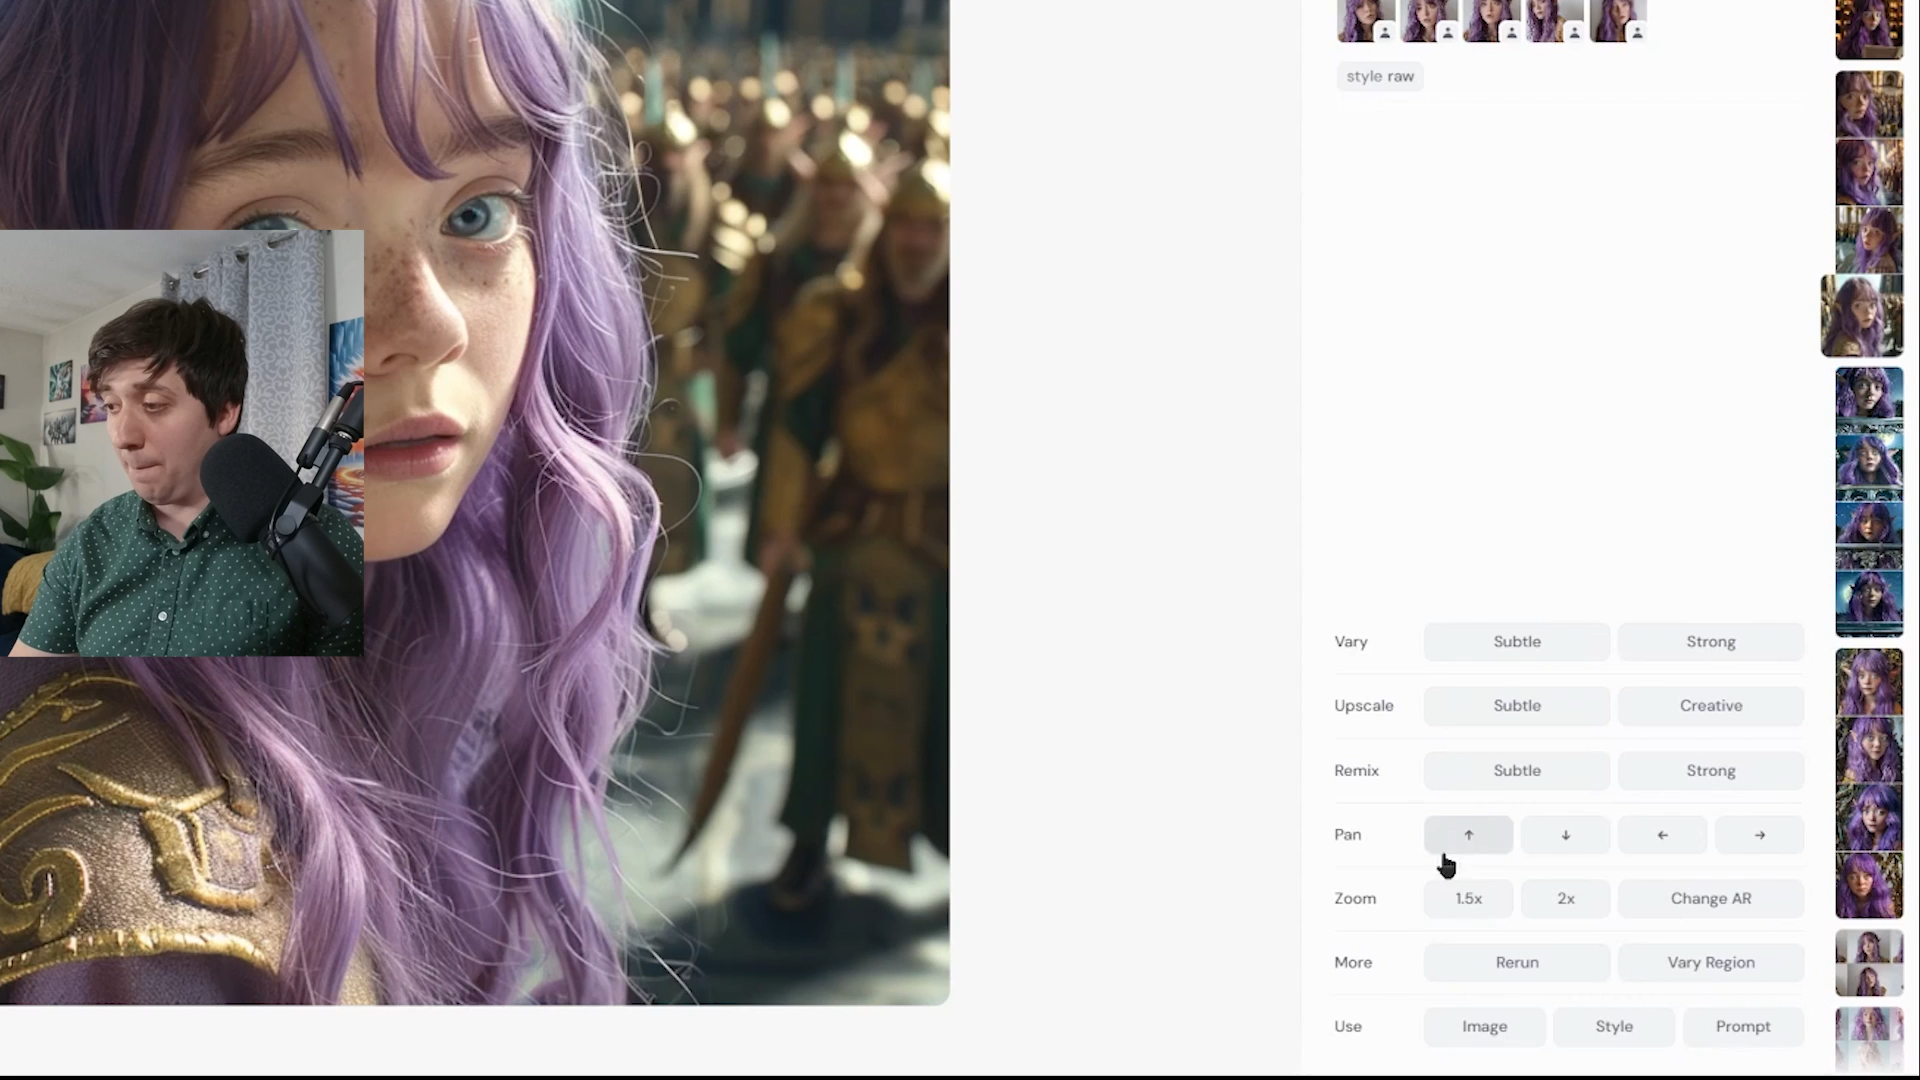 style raw
Vary Subtle Strong
Upscale Subtle Creative
Remix Subtle Strong
Pan ↑ ↓ ← →
Zoom 1.5x 2x Change AR
More Rerun Vary Region
Use Image Style Prompt